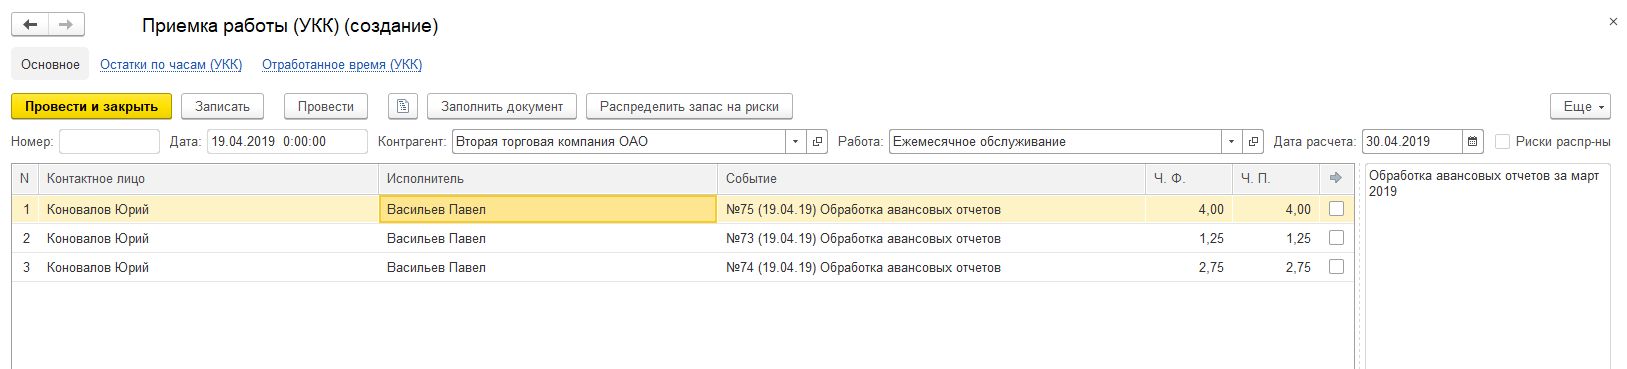 Приемка работы (УКК) (создание)
Основное Остатки по часам (УКК) Отработанное время (УКК)
Провести и закрыть Записать Провести Заполнить документ Распределить запас на риски Еще
Номер: Дата: 19.04.2019 0:00:00 Контрагент: Вторая торговая компания ОАО Работа: Ежемесячное обслуживание Дата расчета: 30.04.2019 Риски распр-ны
N Контактное лицо Исполнитель Событие Ч. Ф. Ч. П.
1 Коновалов Юрий Васильев Павел №75 (19.04.19) Обработка авансовых отчетов 4,00 4,00
2 Коновалов Юрий Васильев Павел №73 (19.04.19) Обработка авансовых отчетов 1,25 1,25
3 Коновалов Юрий Васильев Павел №74 (19.04.19) Обработка авансовых отчетов 2,75 2,75
Обработка авансовых отчетов за март
2019